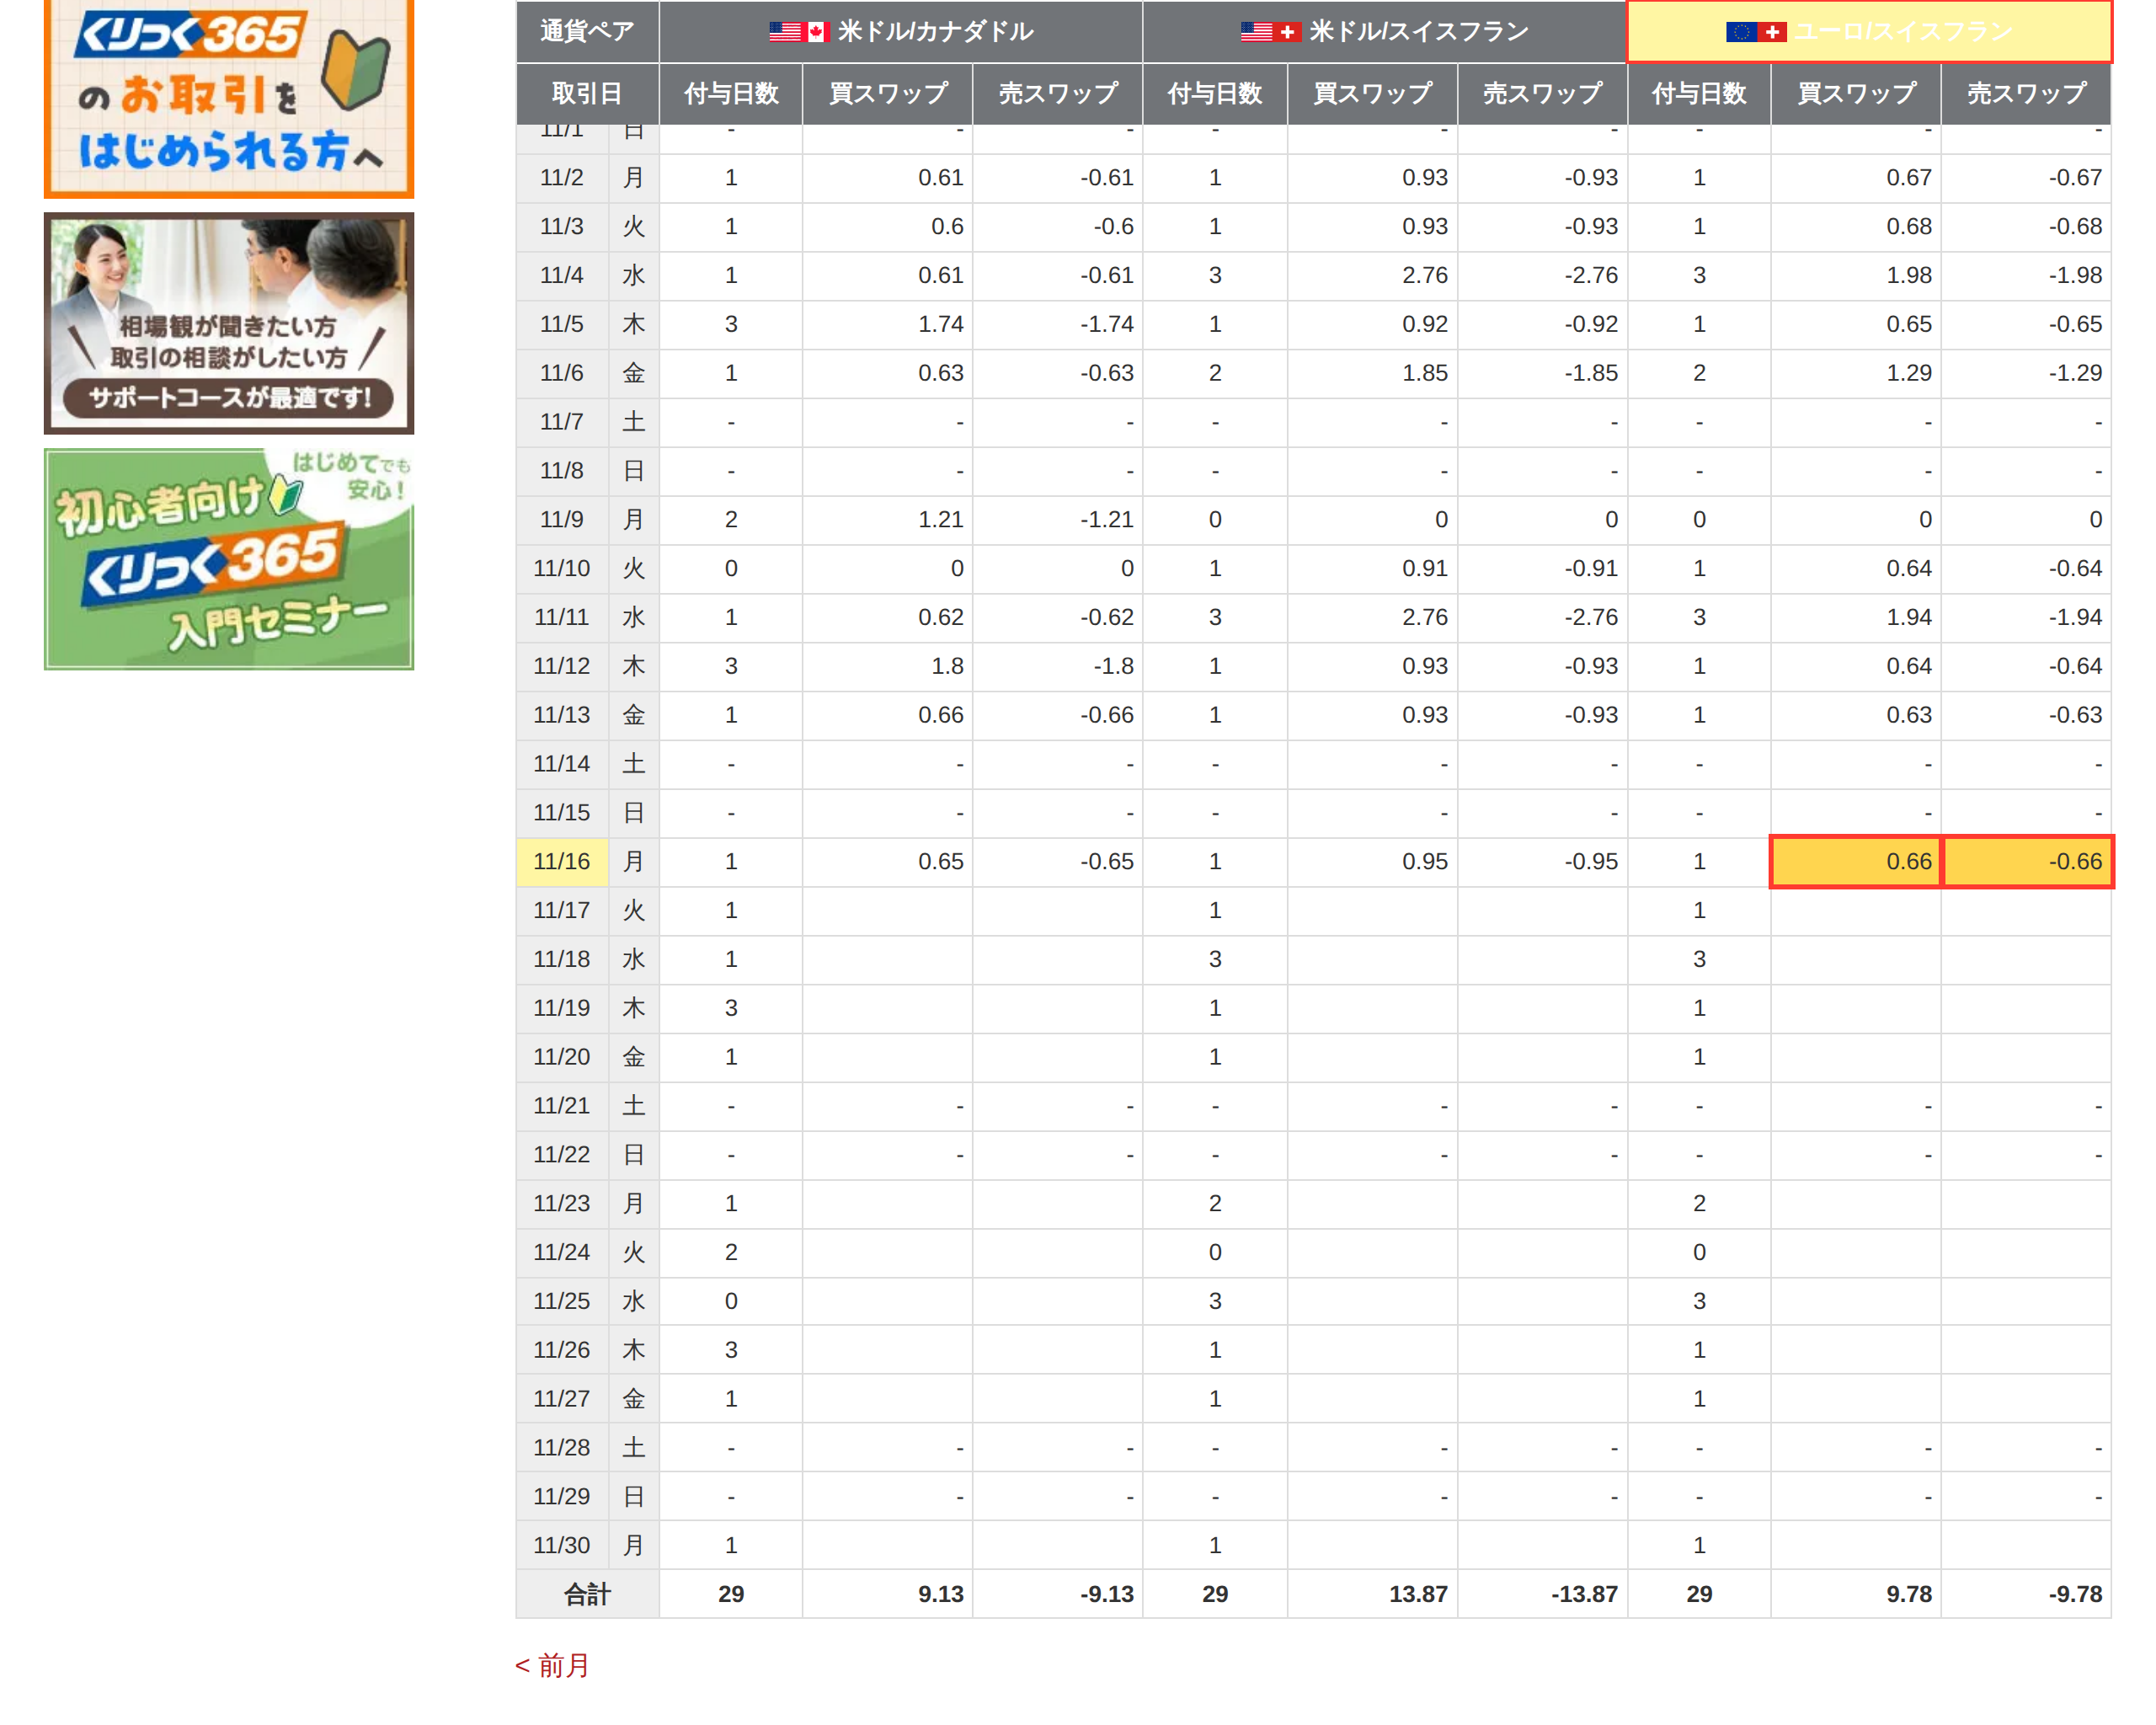 くりっく365
のお取引を
はじめられる方へ
相場観が聞きたい方
取引の相談がしたい方
サポートコースが最適です!
はじめてでも
安心!
初心者向け
くりっく365
入門セミナー
通貨ペア 米ドル/カナダドル 米ドル/スイスフラン ユーロ/スイスフラン
取引日 付与日数 買スワップ 売スワップ 付与日数 買スワップ 売スワップ 付与日数 買スワップ 売スワップ
11/1 日 - - - - - - - - -
11/2 月 1 0.61 -0.61 1 0.93 -0.93 1 0.67 -0.67
11/3 火 1 0.6 -0.6 1 0.93 -0.93 1 0.68 -0.68
11/4 水 1 0.61 -0.61 3 2.76 -2.76 3 1.98 -1.98
11/5 木 3 1.74 -1.74 1 0.92 -0.92 1 0.65 -0.65
11/6 金 1 0.63 -0.63 2 1.85 -1.85 2 1.29 -1.29
11/7 土 - - - - - - - - -
11/8 日 - - - - - - - - -
11/9 月 2 1.21 -1.21 0 0 0 0 0 0
11/10 火 0 0 0 1 0.91 -0.91 1 0.64 -0.64
11/11 水 1 0.62 -0.62 3 2.76 -2.76 3 1.94 -1.94
11/12 木 3 1.8 -1.8 1 0.93 -0.93 1 0.64 -0.64
11/13 金 1 0.66 -0.66 1 0.93 -0.93 1 0.63 -0.63
11/14 土 - - - - - - - - -
11/15 日 - - - - - - - - -
11/16 月 1 0.65 -0.65 1 0.95 -0.95 1 0.66 -0.66
11/17 火 1 1 1
11/18 水 1 3 3
11/19 木 3 1 1
11/20 金 1 1 1
11/21 土 - - - - - - - - -
11/22 日 - - - - - - - - -
11/23 月 1 2 2
11/24 火 2 0 0
11/25 水 0 3 3
11/26 木 3 1 1
11/27 金 1 1 1
11/28 土 - - - - - - - - -
11/29 日 - - - - - - - - -
11/30 月 1 1 1
合計 29 9.13 -9.13 29 13.87 -13.87 29 9.78 -9.78
< 前月